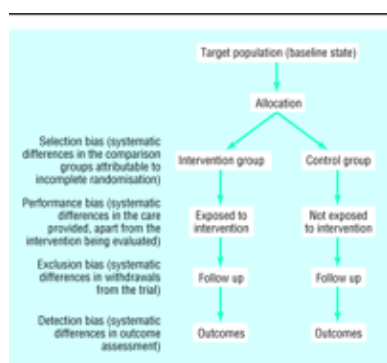 Target population (baseline state)
Allocation
Selection bias (systematic
differences in the comparison
groups attributable to
incomplete randomisation)
Intervention group
Control group
Performance bias (systematic
differences in the care
provided, apart from the
intervention being evaluated)
Exposed to
intervention
Not exposed
to intervention
Exclusion bias (systematic
differences in withdrawals
from the trial)
Follow up
Follow up
Detection bias (systematic
differences in outcome
assessment)
Outcomes
Outcomes